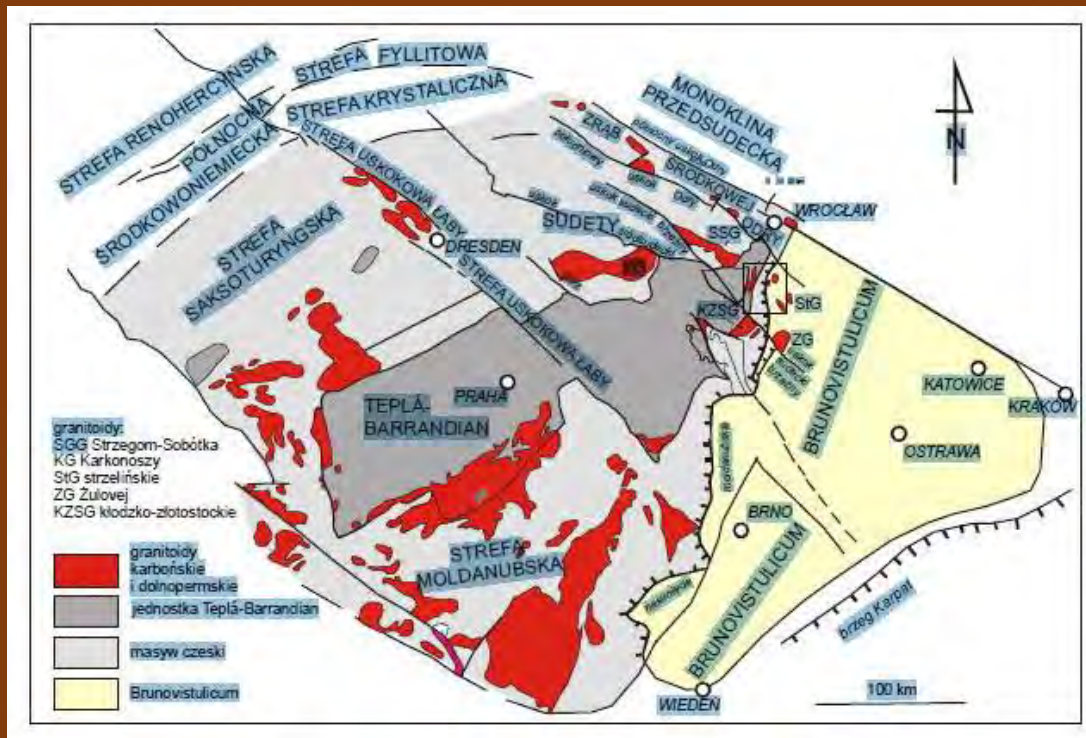 STREFA RENOHERCYŃSKA
PÓŁNOCNA
STREFA FYLLITOWA
ŚRODKOWONIEMIECKA
STREFA KRYSTALICZNA
STREFA USKOKOWA ŁABY
MONOKLINA
PRZEDSUDECKA
N
ZRĄB
ŚRODKOWEJ
ODRY
WROCŁAW
SSG
SUDETY
DRESDEN
STREFA
SAKSOTURYŃSKA
STREFA USKOKOWA ŁABY
KG
StG
KZSG
ZG
BRUNOVISTULICUM
KATOWICE
KRAKÓW
PRAHA
TEPLÁ-
BARRANDIAN
OSTRAWA
BRNO
STREFA
MOLDANUBSKA
BRUNOVISTULICUM
brzeg Karpat
WIEDEŃ
100 km
granitoidy:
SGG Strzegom-Sobótka
KG Karkonoszy
StG strzelińskie
ZG Žulovej
KZSG kłodzko-złotostockie
granitoidy
karbońskie
i dolnopermskie
jednostka Teplá-Barrandian
masyw czeski
Brunovistulicum